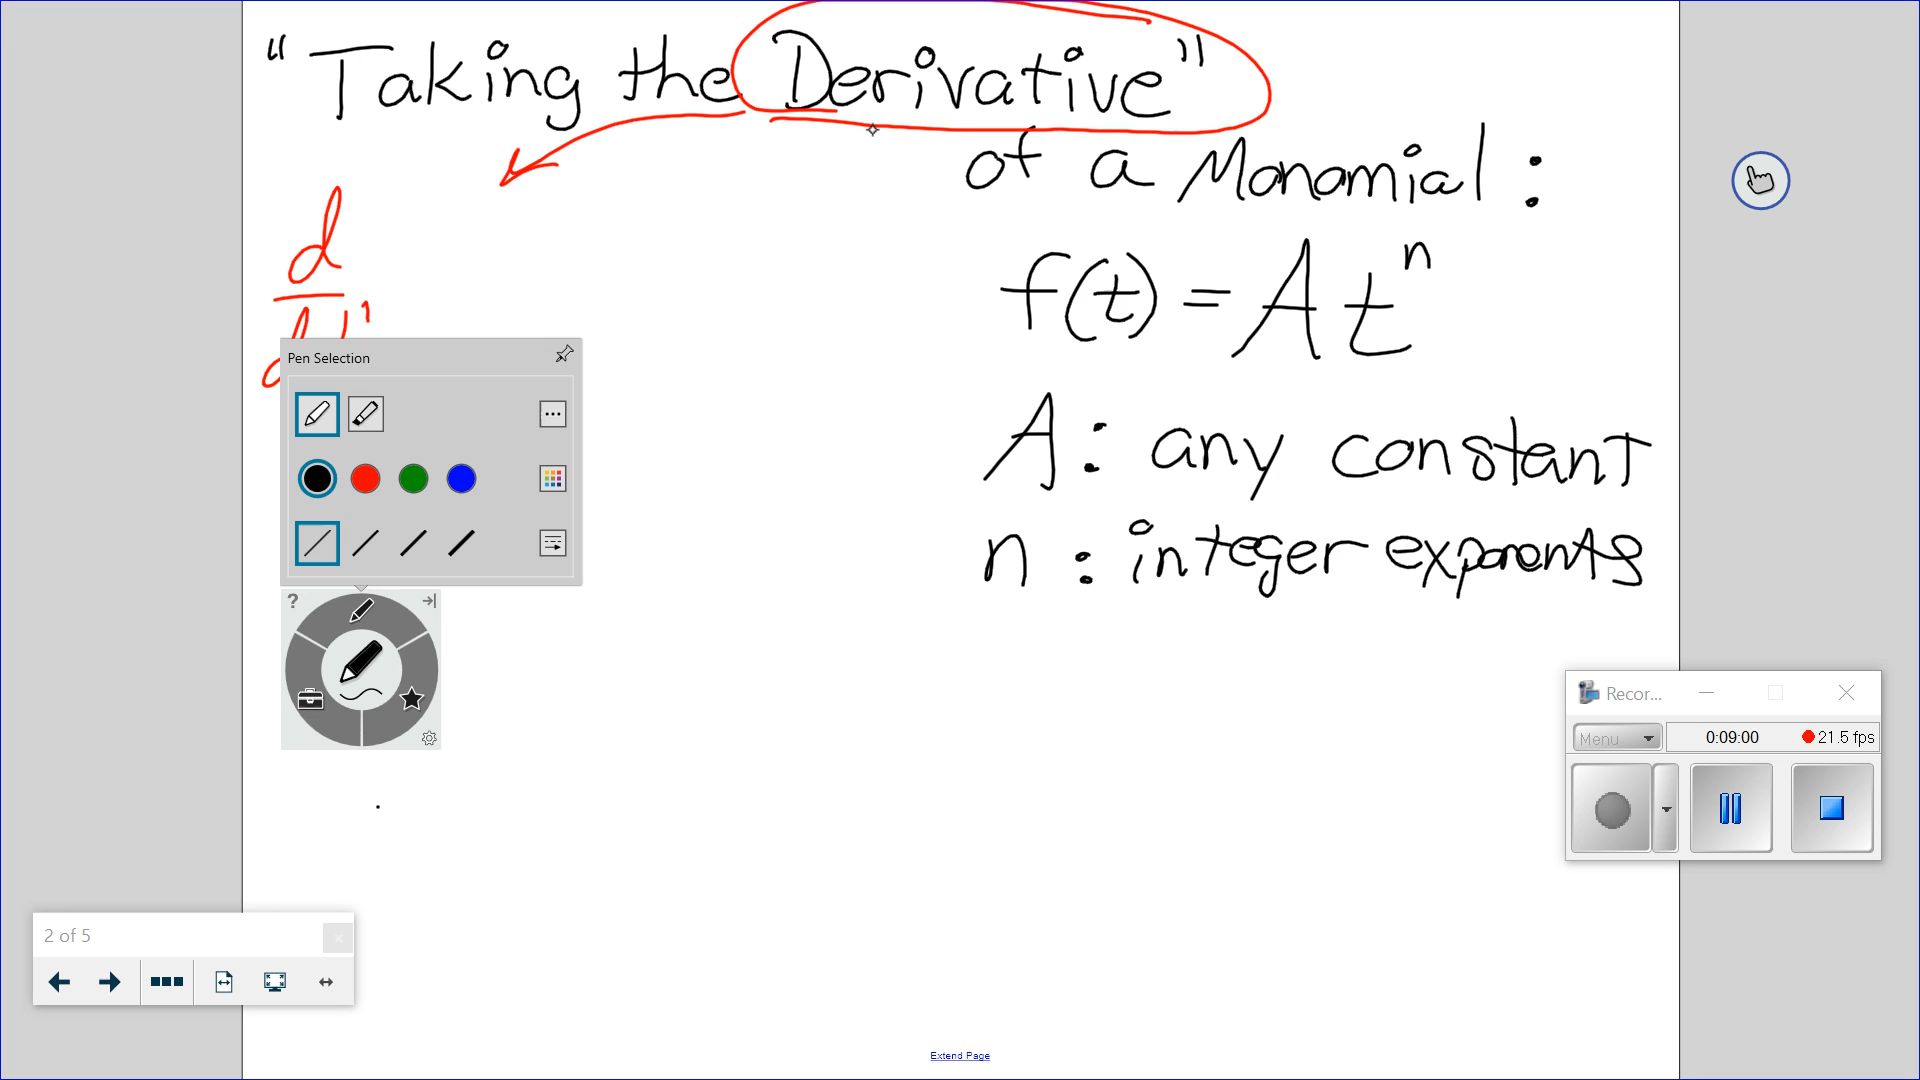 "Taking the Derivative"
of a Monomial :
f(t) = A t^n
A : any constant
n : integer exponents
d
Pen Selection
?
Recor...
Menu
0:09:00
21.5 fps
2 of 5
Extend Page